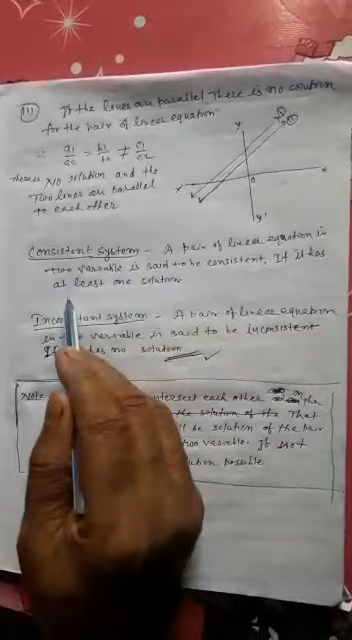 (III) If the lines are parallel There is no solution
for the pair of linear equation
∴ a1/a2 = b1/b2 ≠ c1/c2
There is No solution and the
Two lines are parallel
to each other
y
x' o x
y'
Consistent system - A pair of linear equation in
two variable is said to be consistent, If it has
at least one solution
system - A pair of linear equation
variable is said to be inconsistent
has no solution
Note intersect each other on the
the solution of the That
be solution of the pair
two variable. If not
possible